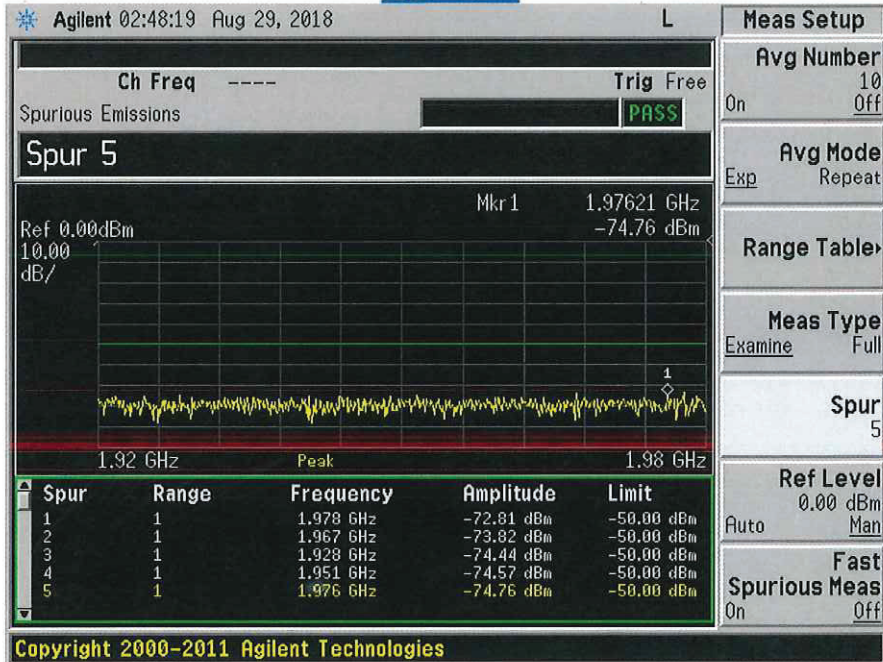 Agilent 02:48:19 Aug 29, 2018 L
Ch Freq ---- Trig Free
Spurious Emissions PASS
Spur 5
Mkr1 1.97621 GHz
Ref 0.00dBm -74.76 dBm
10.00
dB/
1
1.92 GHz Peak 1.98 GHz
Spur Range Frequency Amplitude Limit
1 1 1.978 GHz -72.81 dBm -50.00 dBm
2 1 1.967 GHz -73.82 dBm -50.00 dBm
3 1 1.928 GHz -74.44 dBm -50.00 dBm
4 1 1.951 GHz -74.57 dBm -50.00 dBm
5 1 1.976 GHz -74.76 dBm -50.00 dBm
Copyright 2000-2011 Agilent Technologies
Meas Setup
Avg Number
10
On Off
Avg Mode
Exp Repeat
Range Table
Meas Type
Examine Full
Spur
5
Ref Level
0.00 dBm
Auto Man
Fast
Spurious Meas
On Off